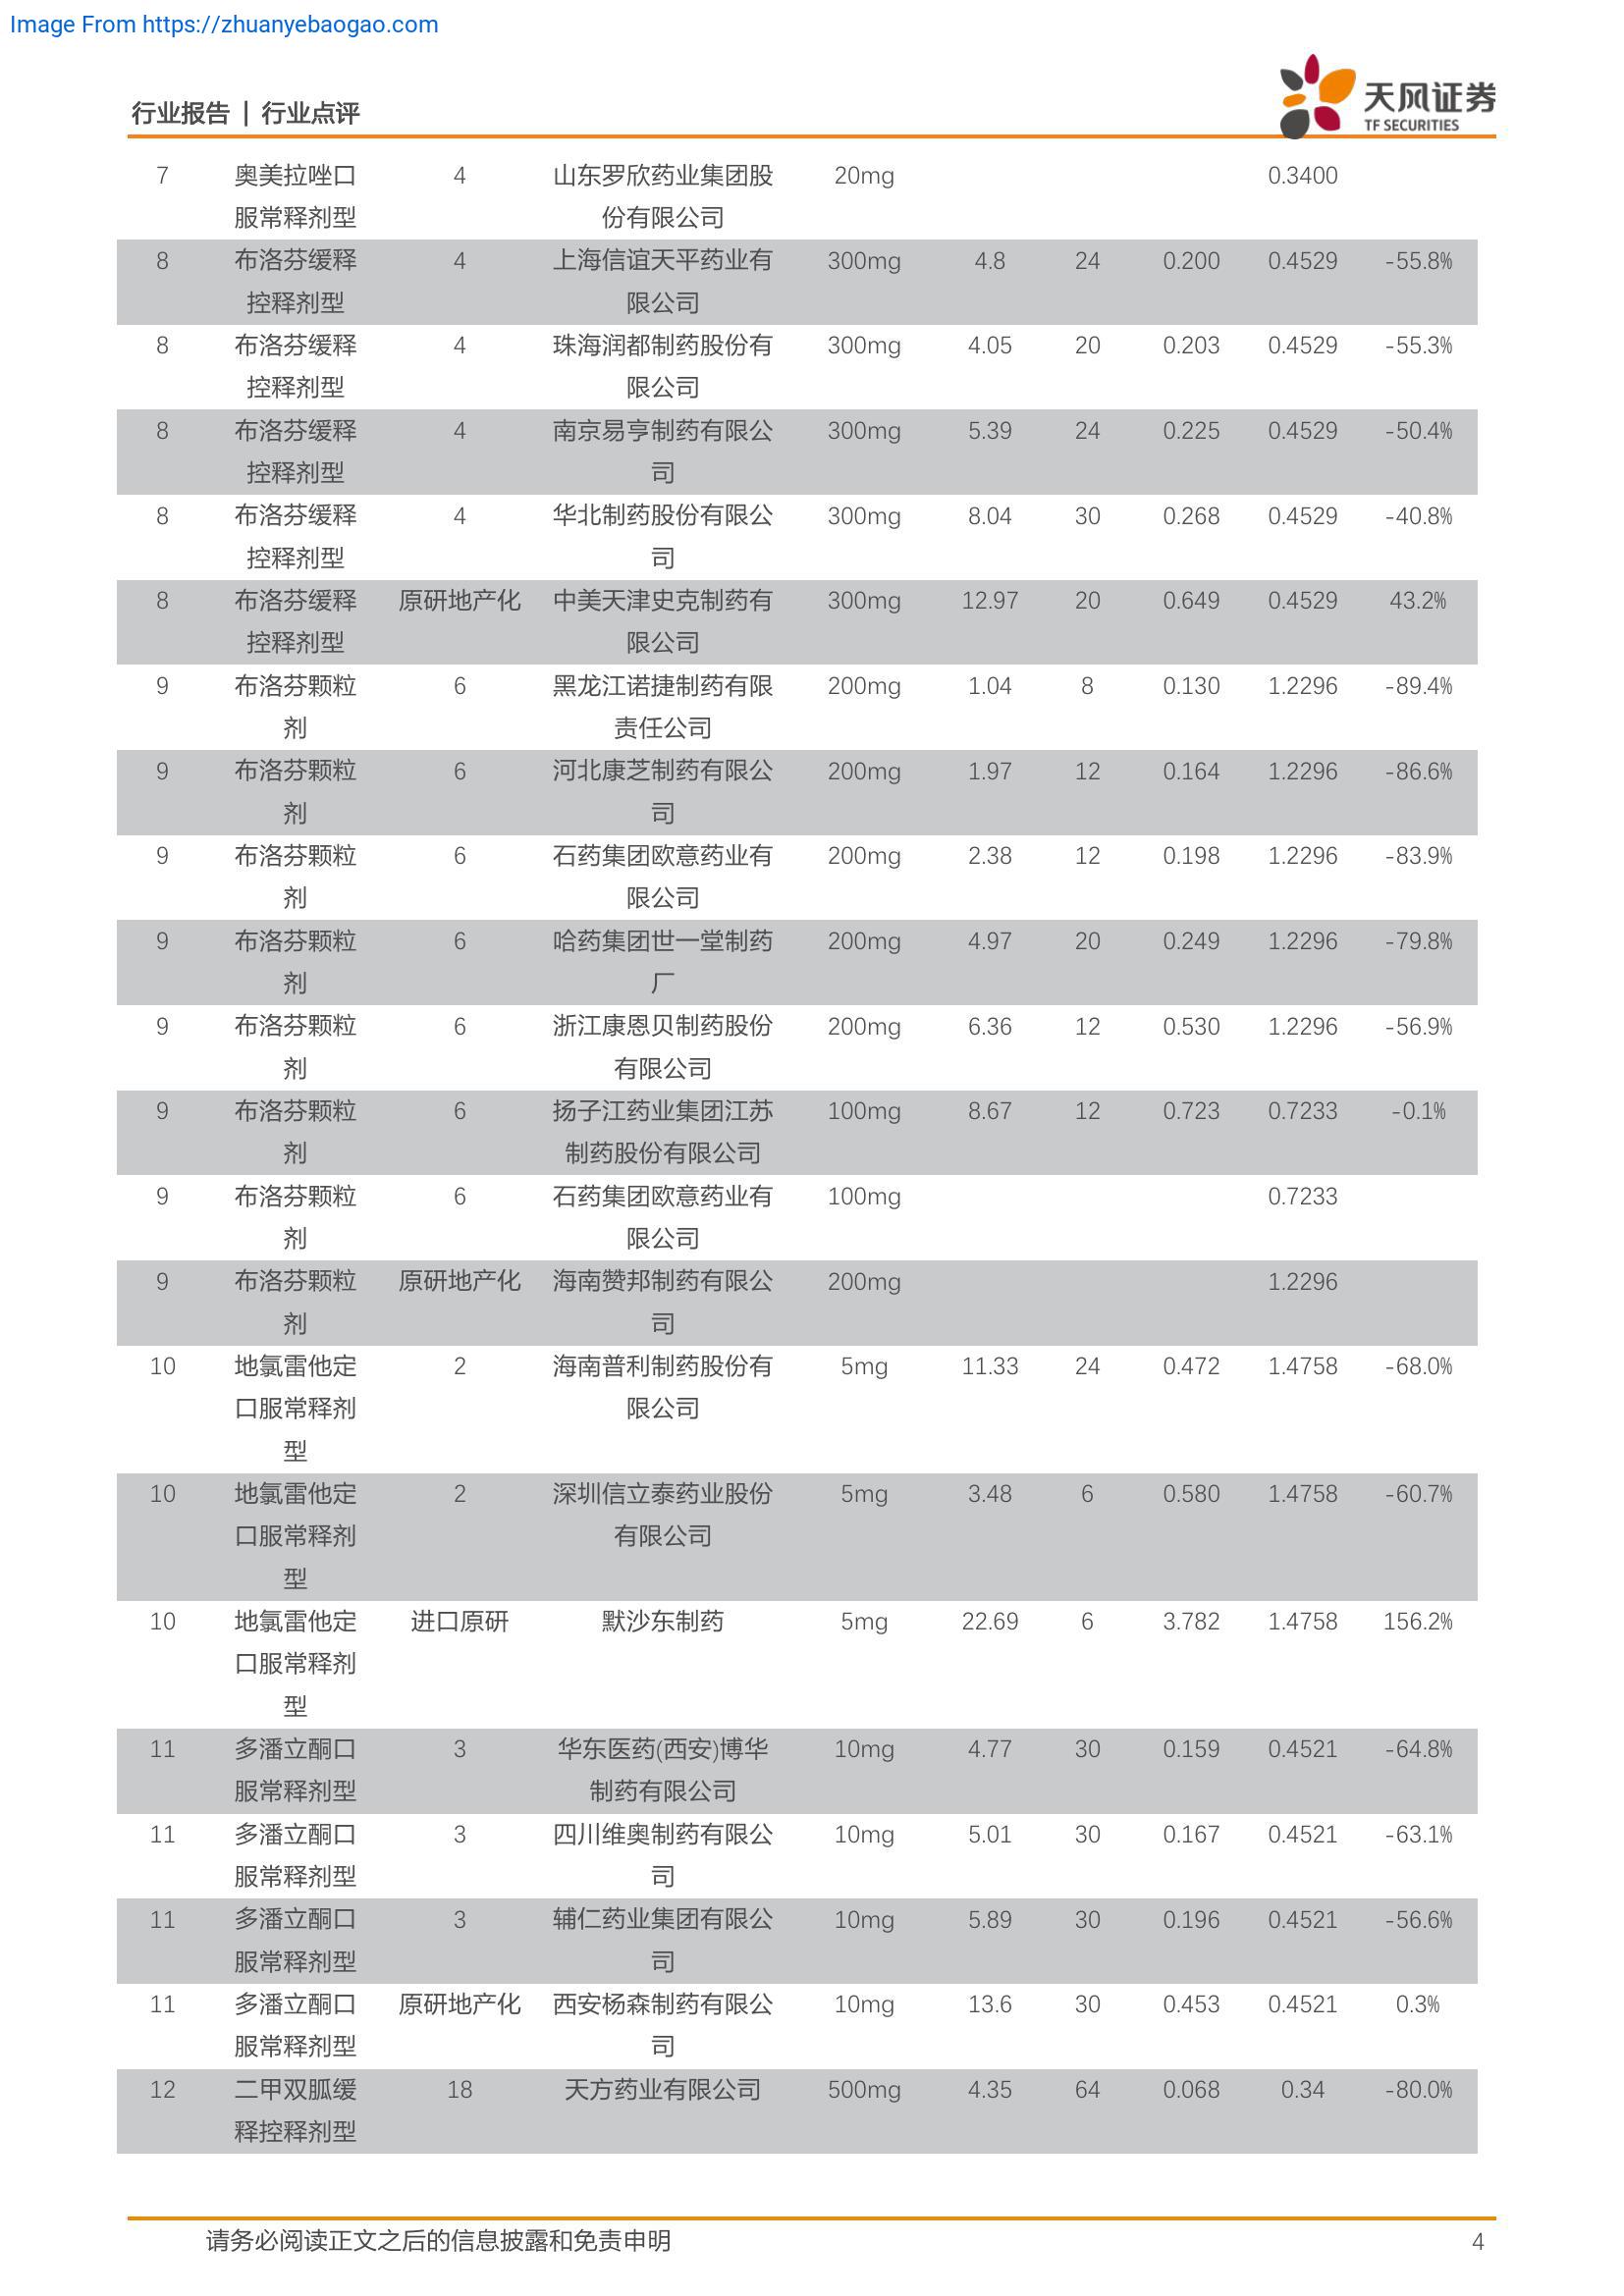 Image From https://zhuanyebaogao.com
行业报告 | 行业点评
天风证券
TF SECURITIES
7 奥美拉唑口 4 山东罗欣药业集团股 20mg 0.3400
服常释剂型 份有限公司
8 布洛芬缓释 4 上海信谊天平药业有 300mg 4.8 24 0.200 0.4529 -55.8%
控释剂型 限公司
8 布洛芬缓释 4 珠海润都制药股份有 300mg 4.05 20 0.203 0.4529 -55.3%
控释剂型 限公司
8 布洛芬缓释 4 南京易亨制药有限公 300mg 5.39 24 0.225 0.4529 -50.4%
控释剂型 司
8 布洛芬缓释 4 华北制药股份有限公 300mg 8.04 30 0.268 0.4529 -40.8%
控释剂型 司
8 布洛芬缓释 原研地产化 中美天津史克制药有 300mg 12.97 20 0.649 0.4529 43.2%
控释剂型 限公司
9 布洛芬颗粒 6 黑龙江诺捷制药有限 200mg 1.04 8 0.130 1.2296 -89.4%
剂 责任公司
9 布洛芬颗粒 6 河北康芝制药有限公 200mg 1.97 12 0.164 1.2296 -86.6%
剂 司
9 布洛芬颗粒 6 石药集团欧意药业有 200mg 2.38 12 0.198 1.2296 -83.9%
剂 限公司
9 布洛芬颗粒 6 哈药集团世一堂制药 200mg 4.97 20 0.249 1.2296 -79.8%
剂 厂
9 布洛芬颗粒 6 浙江康恩贝制药股份 200mg 6.36 12 0.530 1.2296 -56.9%
剂 有限公司
9 布洛芬颗粒 6 扬子江药业集团江苏 100mg 8.67 12 0.723 0.7233 -0.1%
剂 制药股份有限公司
9 布洛芬颗粒 6 石药集团欧意药业有 100mg 0.7233
剂 限公司
9 布洛芬颗粒 原研地产化 海南赞邦制药有限公 200mg 1.2296
剂 司
10 地氯雷他定 2 海南普利制药股份有 5mg 11.33 24 0.472 1.4758 -68.0%
口服常释剂 限公司
型
10 地氯雷他定 2 深圳信立泰药业股份 5mg 3.48 6 0.580 1.4758 -60.7%
口服常释剂 有限公司
型
10 地氯雷他定 进口原研 默沙东制药 5mg 22.69 6 3.782 1.4758 156.2%
口服常释剂
型
11 多潘立酮口 3 华东医药(西安)博华 10mg 4.77 30 0.159 0.4521 -64.8%
服常释剂型 制药有限公司
11 多潘立酮口 3 四川维奥制药有限公 10mg 5.01 30 0.167 0.4521 -63.1%
服常释剂型 司
11 多潘立酮口 3 辅仁药业集团有限公 10mg 5.89 30 0.196 0.4521 -56.6%
服常释剂型 司
11 多潘立酮口 原研地产化 西安杨森制药有限公 10mg 13.6 30 0.453 0.4521 0.3%
服常释剂型 司
12 二甲双胍缓 18 天方药业有限公司 500mg 4.35 64 0.068 0.34 -80.0%
释控释剂型
请务必阅读正文之后的信息披露和免责申明 4